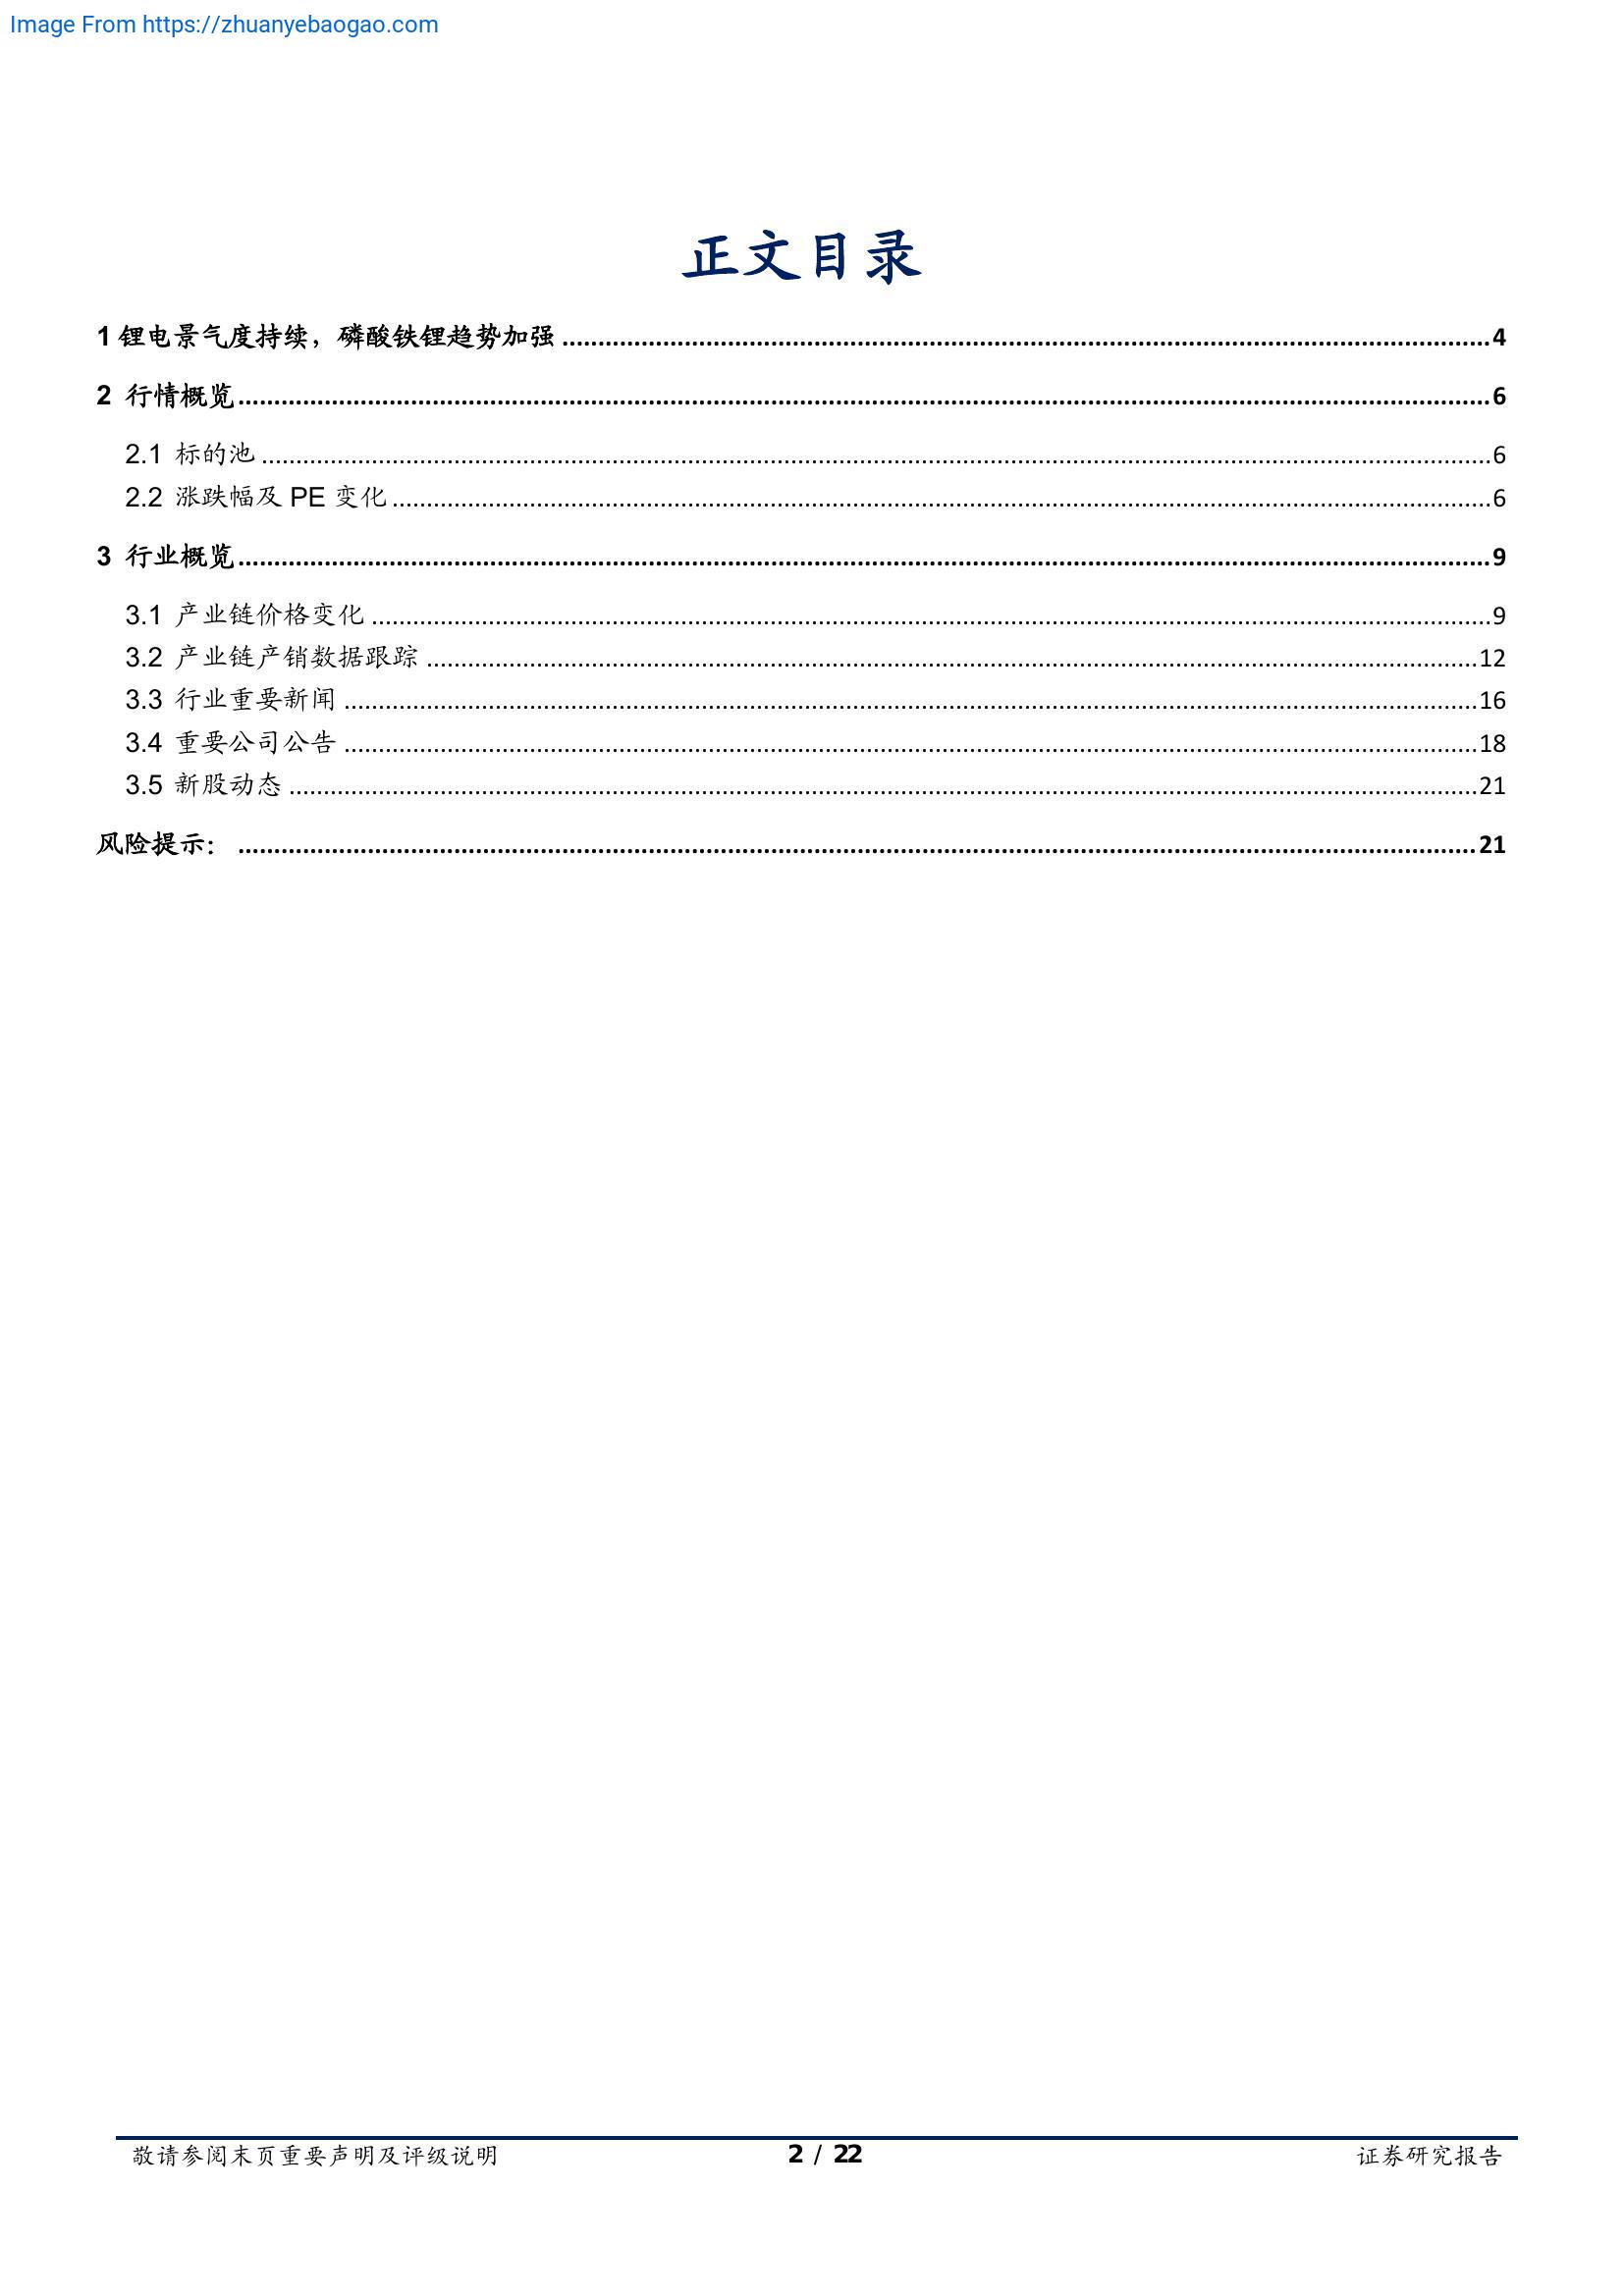 Image From https://zhuanyebaogao.com
正文目录
1 锂电景气度持续，磷酸铁锂趋势加强 ........ 4
2 行情概览 ........ 6
2.1 标的池 ........ 6
2.2 涨跌幅及 PE 变化 ........ 6
3 行业概览 ........ 9
3.1 产业链价格变化 ........ 9
3.2 产业链产销数据跟踪 ........ 12
3.3 行业重要新闻 ........ 16
3.4 重要公司公告 ........ 18
3.5 新股动态 ........ 21
风险提示： ........ 21
敬请参阅末页重要声明及评级说明 2 / 22 证券研究报告